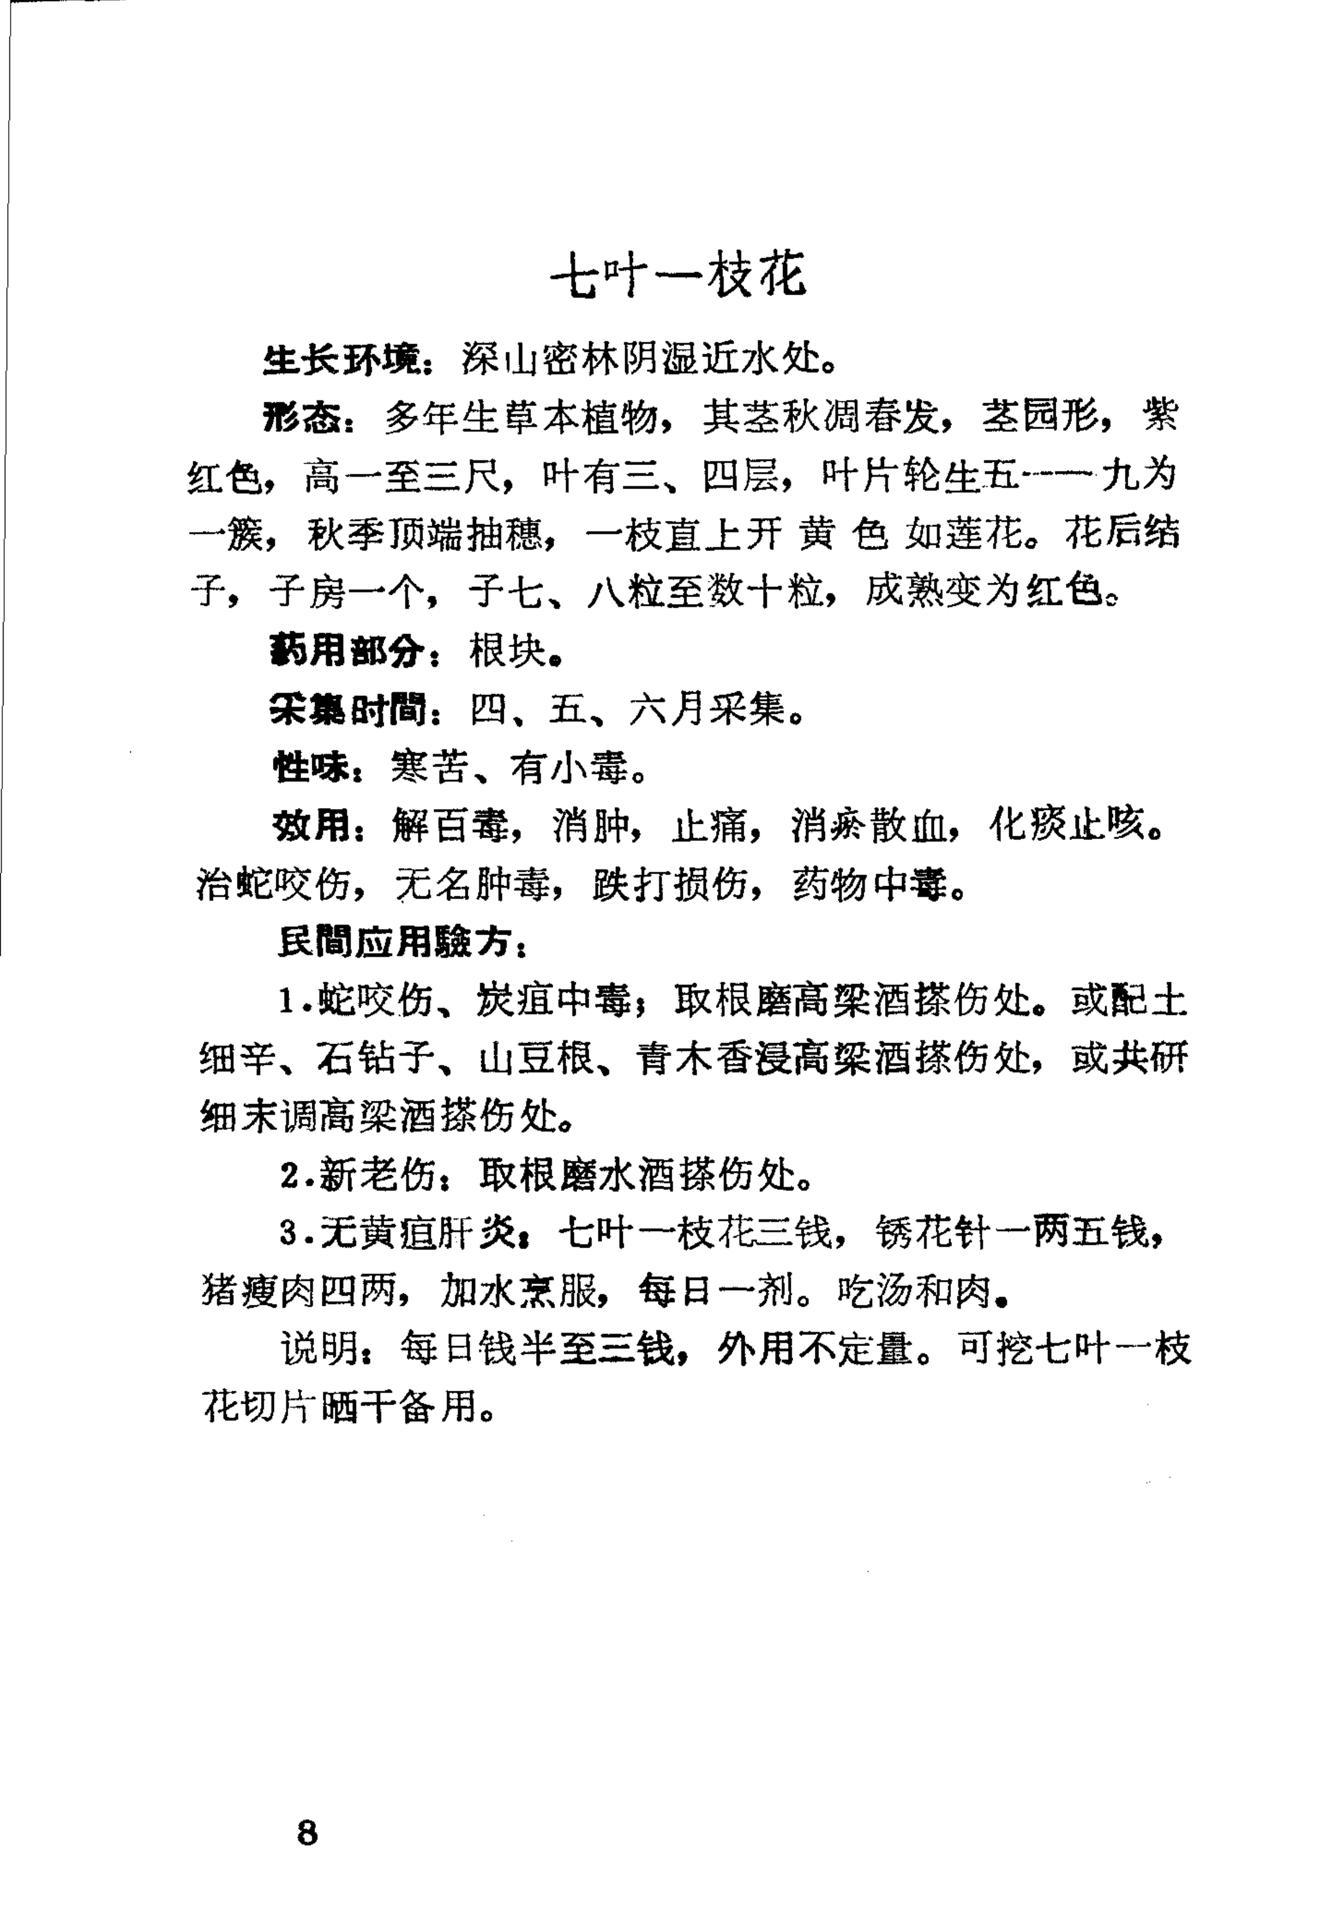 七叶一枝花
生长环境：深山密林阴湿近水处。
形态：多年生草本植物，其茎秋凋春发，茎园形，紫
红色，高一至三尺，叶有三、四层，叶片轮生五——九为
一簇，秋季顶端抽穗，一枝直上开黄色如莲花。花后结
子，子房一个，子七、八粒至数十粒，成熟变为红色。
药用部分：根块。
采集时間：四、五、六月采集。
性味：寒苦、有小毒。
效用：解百毒，消肿，止痛，消瘀散血，化痰止咳。
治蛇咬伤，无名肿毒，跌打损伤，药物中毒。
民間应用驗方：
1.蛇咬伤、炭疽中毒；取根磨高梁酒搽伤处。或配土
细辛、石钻子、山豆根、青木香浸高梁酒搽伤处，或共研
细末调高梁酒搽伤处。
2.新老伤：取根磨水酒搽伤处。
3.无黄疸肝炎：七叶一枝花三钱，锈花针一两五钱，
猪瘦肉四两，加水烹服，每日一剂。吃汤和肉。
说明：每日钱半至三钱，外用不定量。可挖七叶一枝
花切片晒干备用。
8